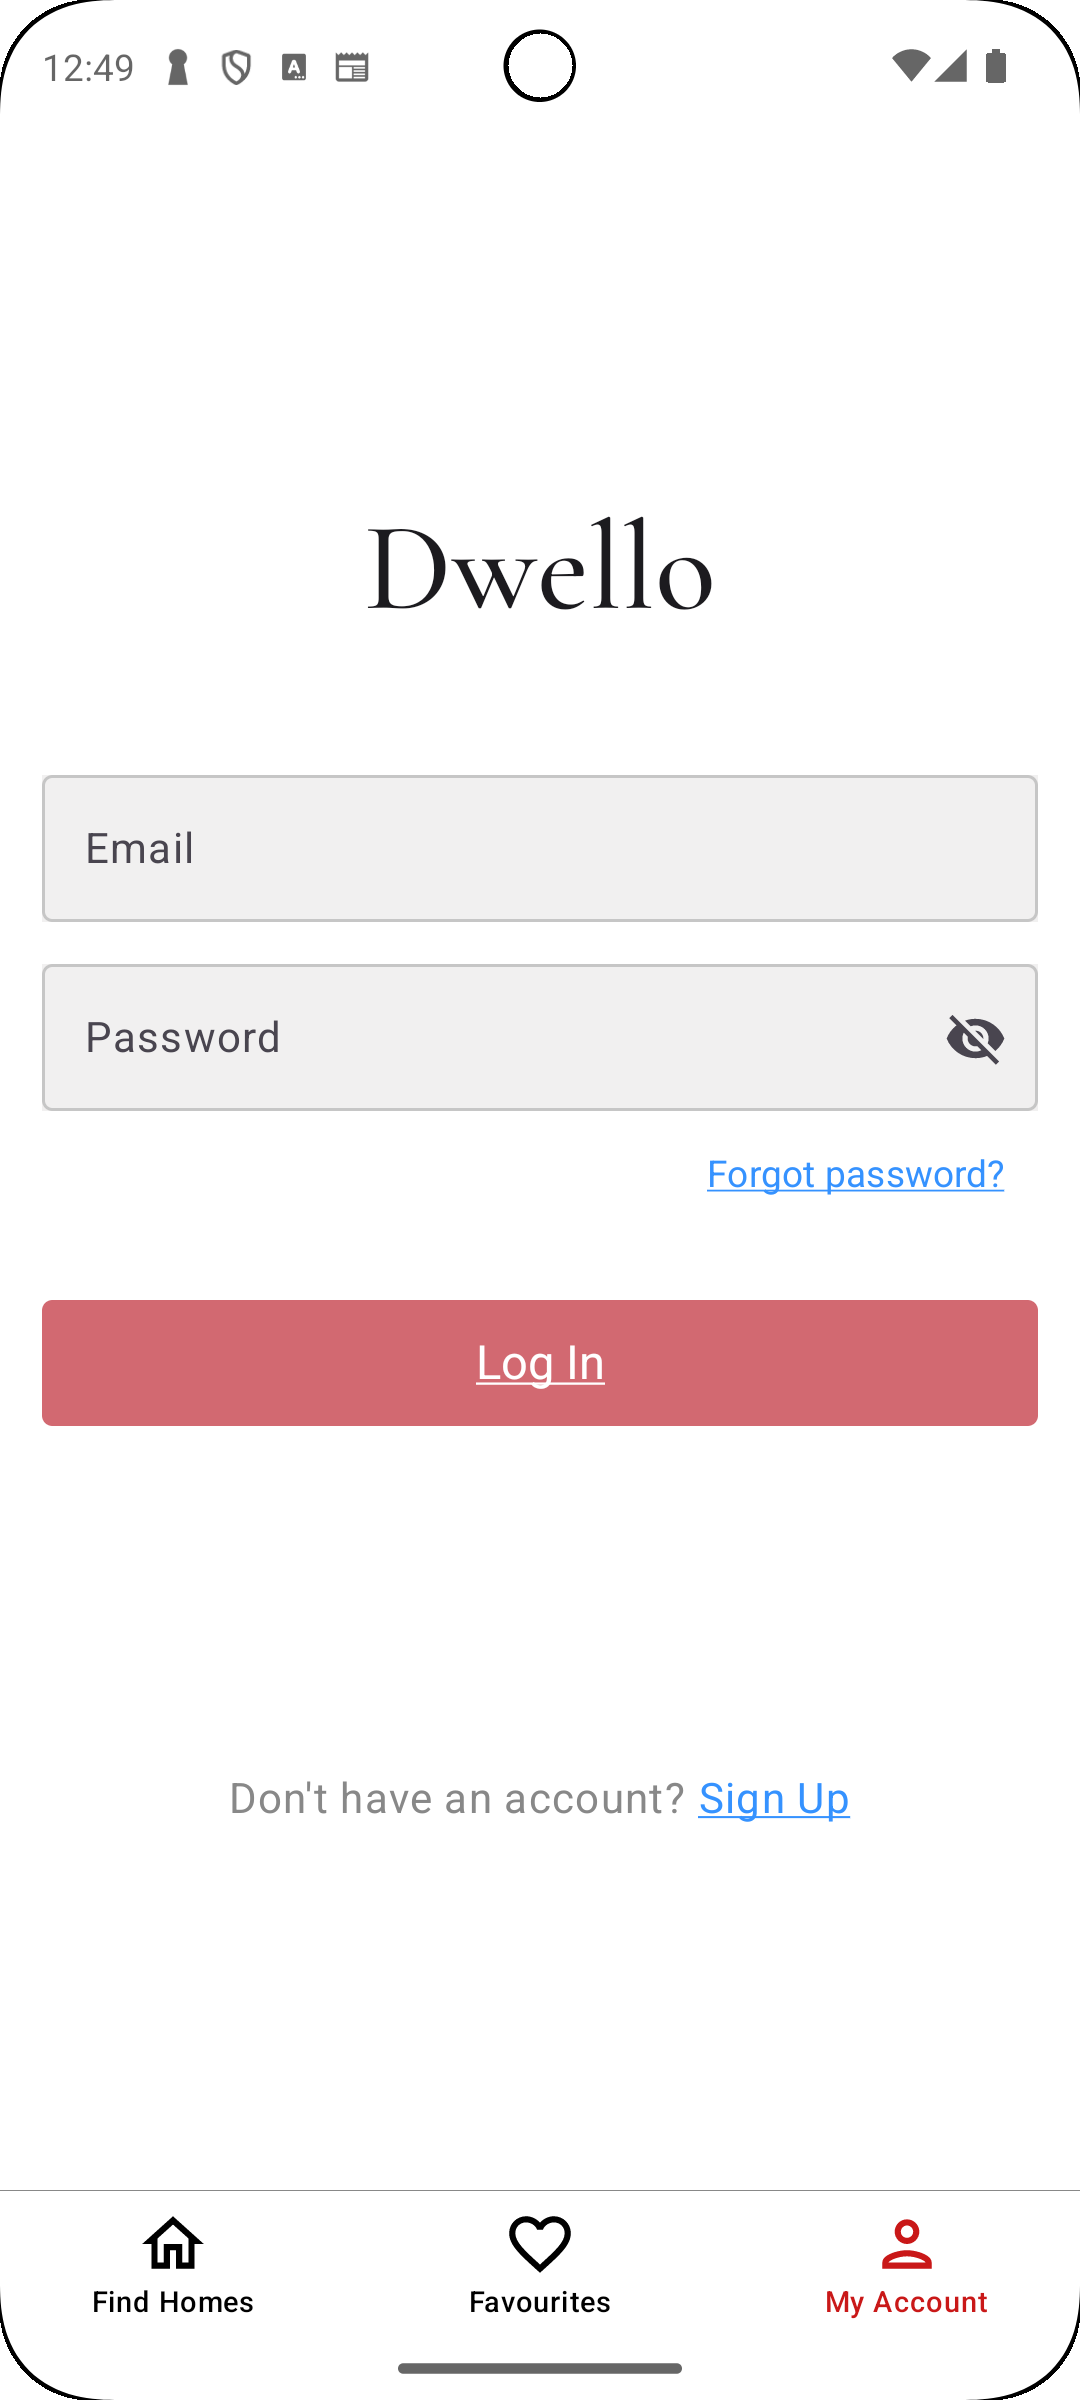 12:49
Dwello
Email
Password
Forgot password?
Log In
Don't have an account? Sign Up
Find Homes
Favourites
My Account